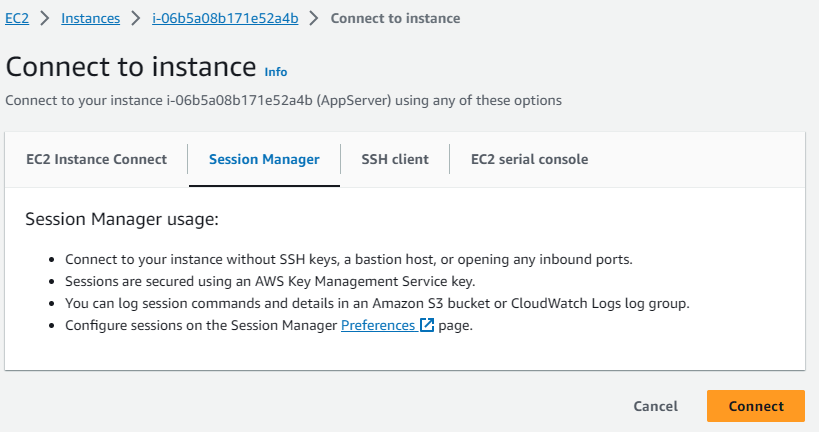 EC2 > Instances > i-06b5a08b171e52a4b > Connect to instance
Connect to instance Info
Connect to your instance i-06b5a08b171e52a4b (AppServer) using any of these options
EC2 Instance Connect Session Manager SSH client EC2 serial console
Session Manager usage:
• Connect to your instance without SSH keys, a bastion host, or opening any inbound ports.
• Sessions are secured using an AWS Key Management Service key.
• You can log session commands and details in an Amazon S3 bucket or CloudWatch Logs log group.
• Configure sessions on the Session Manager Preferences page.
Cancel Connect